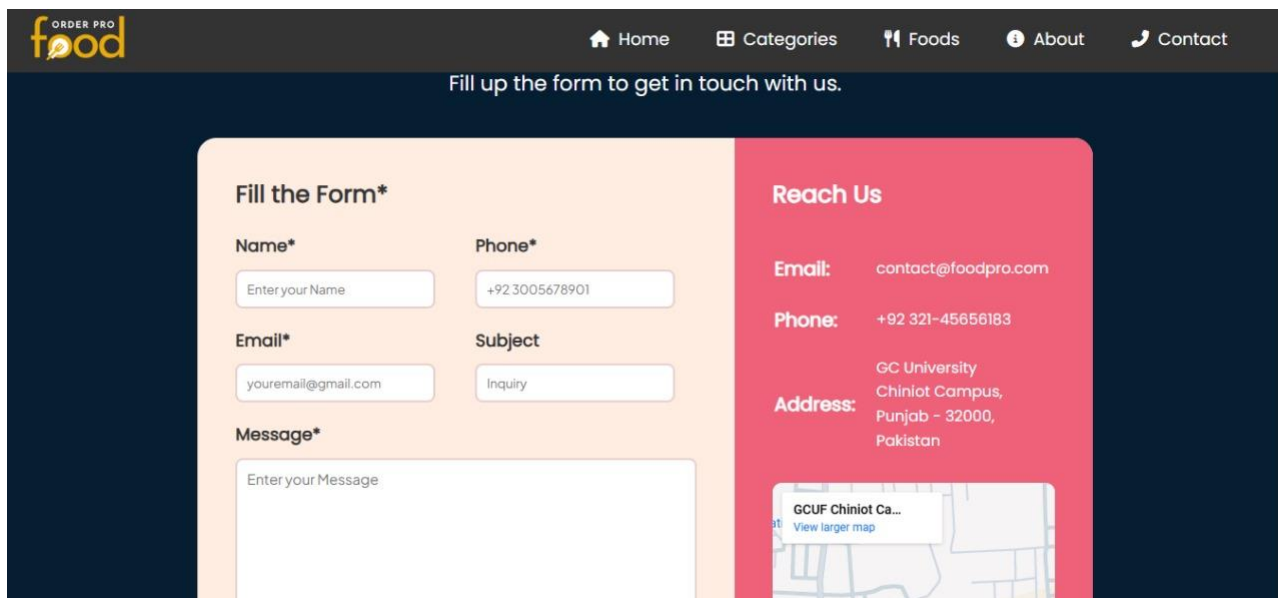 ORDER PRO
food
Home
Categories
Foods
About
Contact
Fill up the form to get in touch with us.
Fill the Form*
Name*
Phone*
Enter your Name
+92 3005678901
Email*
Subject
youremail@gmail.com
Inquiry
Message*
Enter your Message
Reach Us
Email:
contact@foodpro.com
Phone:
+92 321-45656183
Address:
GC University
Chiniot Campus,
Punjab - 32000,
Pakistan
GCUF Chiniot Ca...
View larger map